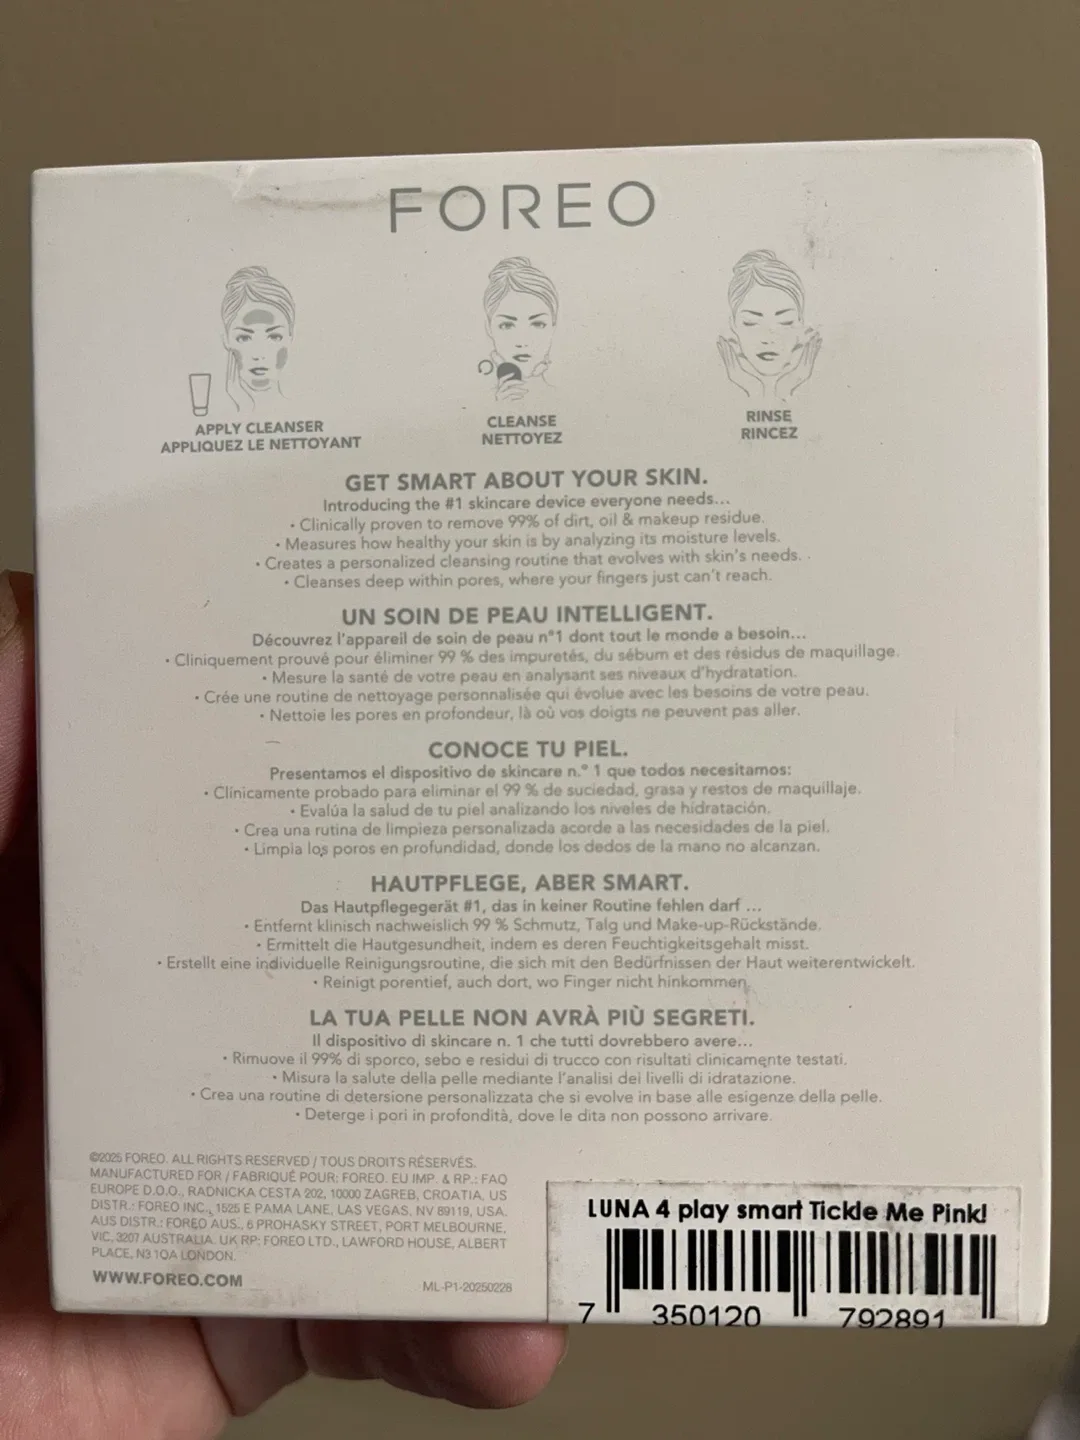 FOREO
APPLY CLEANSER
APPLIQUEZ LE NETTOYANT
CLEANSE
NETTOYEZ
RINSE
RINCEZ
GET SMART ABOUT YOUR SKIN.
Introducing the #1 skincare device everyone needs...
• Clinically proven to remove 99% of dirt, oil & makeup residue.
• Measures how healthy your skin is by analyzing its moisture levels.
• Creates a personalized cleansing routine that evolves with skin's needs.
• Cleanses deep within pores, where your fingers just can't reach.
UN SOIN DE PEAU INTELLIGENT.
Découvrez l'appareil de soin de peau n°1 dont tout le monde a besoin...
• Cliniquement prouvé pour éliminer 99 % des impuretés, du sébum et des résidus de maquillage.
• Mesure la santé de votre peau en analysant ses niveaux d'hydratation.
• Crée une routine de nettoyage personnalisée qui évolue avec les besoins de votre peau.
• Nettoie les pores en profondeur, là où vos doigts ne peuvent pas aller.
CONOCE TU PIEL.
Presentamos el dispositivo de skincare n.° 1 que todos necesitamos:
• Clínicamente probado para eliminar el 99 % de suciedad, grasa y restos de maquillaje.
• Evalúa la salud de tu piel analizando los niveles de hidratación.
• Crea una rutina de limpieza personalizada acorde a las necesidades de la piel.
• Limpia los poros en profundidad, donde los dedos de la mano no alcanzan.
HAUTPFLEGE, ABER SMART.
Das Hautpflegegerät #1, das in keiner Routine fehlen darf ...
• Entfernt klinisch nachweislich 99 % Schmutz, Talg und Make-up-Rückstände.
• Ermittelt die Hautgesundheit, indem es deren Feuchtigkeitsgehalt misst.
• Erstellt eine individuelle Reinigungsroutine, die sich mit den Bedürfnissen der Haut weiterentwickelt.
• Reinigt porentief, auch dort, wo Finger nicht hinkommen.
LA TUA PELLE NON AVRÀ PIÙ SEGRETI.
Il dispositivo di skincare n. 1 che tutti dovrebbero avere...
• Rimuove il 99% di sporco, sebo e residui di trucco con risultati clinicamente testati.
• Misura la salute della pelle mediante l'analisi dei livelli di idratazione.
• Crea una routine di detersione personalizzata che si evolve in base alle esigenze della pelle.
• Deterge i pori in profondità, dove le dita non possono arrivare.
©2025 FOREO. ALL RIGHTS RESERVED / TOUS DROITS RÉSERVÉS.
MANUFACTURED FOR / FABRIQUÉ POUR: FOREO. EU IMP. & RP.: FAQ
EUROPE D.O.O., RADNICKA CESTA 202, 10000 ZAGREB, CROATIA, US
DISTR.: FOREO INC., 1525 E PAMA LANE, LAS VEGAS, NV 89119, USA.
AUS DISTR.: FOREO AUS., 6 PROHASKY STREET, PORT MELBOURNE,
VIC, 3207 AUSTRALIA. UK RP: FOREO LTD., LAWFORD HOUSE, ALBERT
PLACE, N3 1QA LONDON.
WWW.FOREO.COM
ML-P1-20250228
LUNA 4 play smart Tickle Me Pink!
7 350120 792891